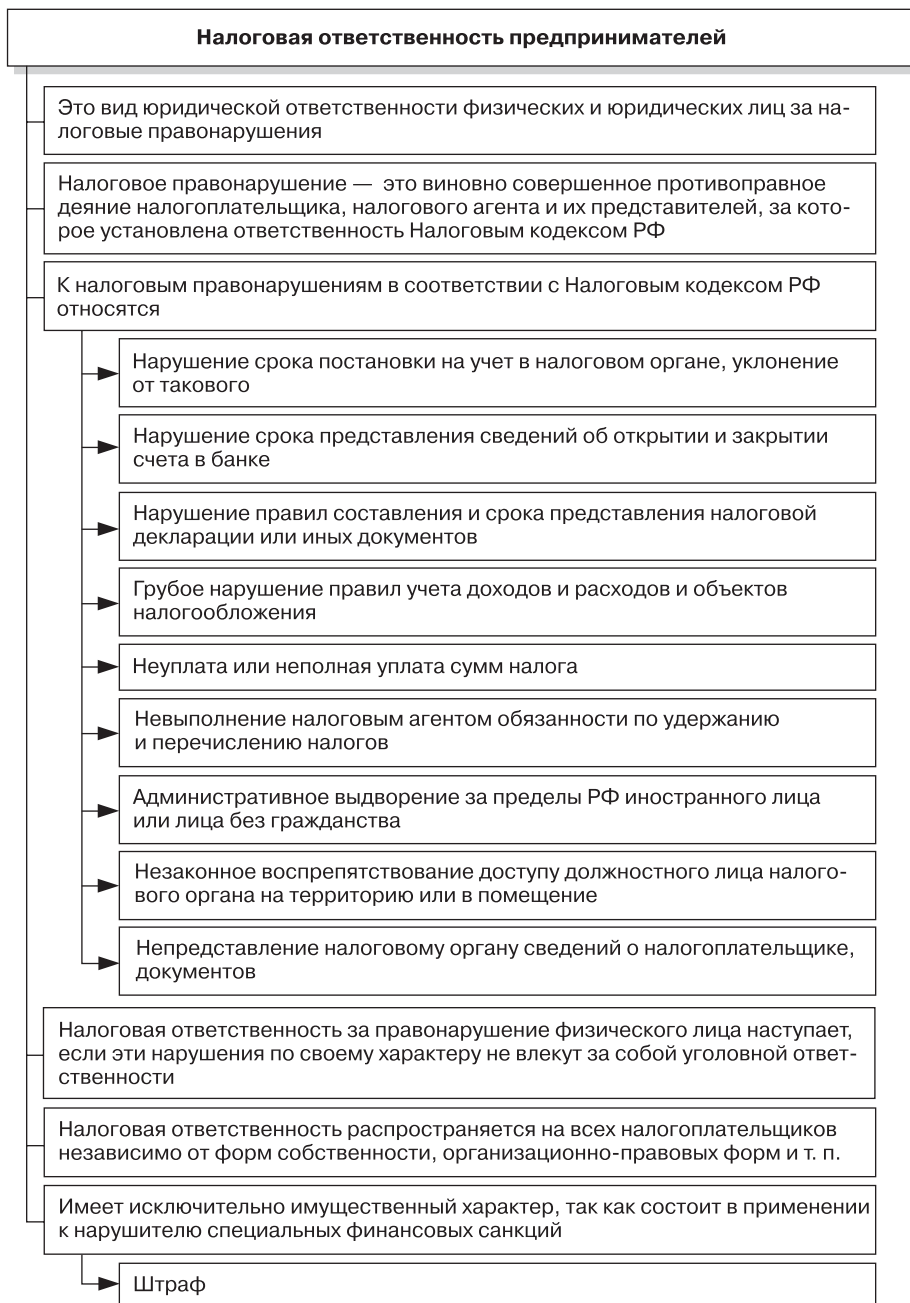 Налоговая ответственность предпринимателей
Это вид юридической ответственности физических и юридических лиц за на-
логовые правонарушения
Налоговое правонарушение — это виновно совершенное противоправное
деяние налогоплательщика, налогового агента и их представителей, за кото-
рое установлена ответственность Налоговым кодексом РФ
К налоговым правонарушениям в соответствии с Налоговым кодексом РФ
относятся
Нарушение срока постановки на учет в налоговом органе, уклонение
от такового
Нарушение срока представления сведений об открытии и закрытии
счета в банке
Нарушение правил составления и срока представления налоговой
декларации или иных документов
Грубое нарушение правил учета доходов и расходов и объектов
налогообложения
Неуплата или неполная уплата сумм налога
Невыполнение налоговым агентом обязанности по удержанию
и перечислению налогов
Административное выдворение за пределы РФ иностранного лица
или лица без гражданства
Незаконное воспрепятствование доступу должностного лица налого-
вого органа на территорию или в помещение
Непредставление налоговому органу сведений о налогоплательщике,
документов
Налоговая ответственность за правонарушение физического лица наступает,
если эти нарушения по своему характеру не влекут за собой уголовной ответ-
ственности
Налоговая ответственность распространяется на всех налогоплательщиков
независимо от форм собственности, организационно-правовых форм и т. п.
Имеет исключительно имущественный характер, так как состоит в применении
к нарушителю специальных финансовых санкций
Штраф